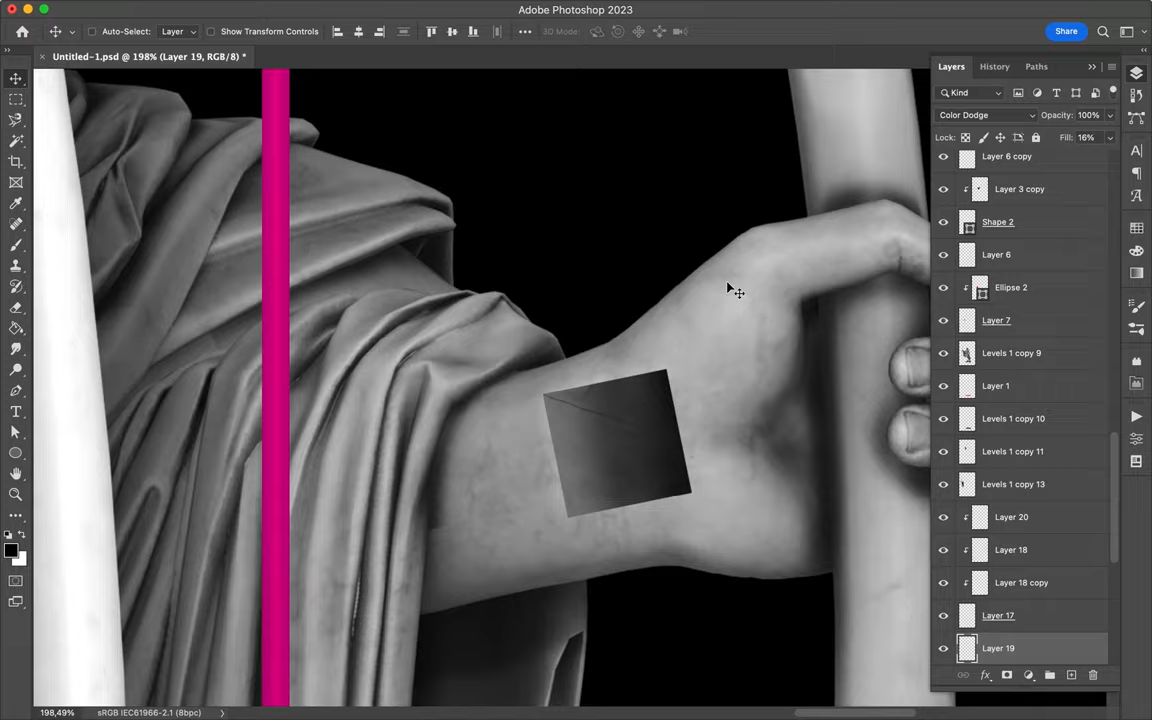 Adobe Photoshop 2023
Auto-Select: Layer Show Transform Controls 3D Mode: Share
Untitled-1.psd @ 198% (Layer 19, RGB/8) *
Layers History Paths
Kind
Color Dodge Opacity: 100%
Lock: Fill: 16%
Layer 6 copy
Layer 3 copy
Shape 2
Layer 6
Ellipse 2
Layer 7
Levels 1 copy 9
Layer 1
Levels 1 copy 10
Levels 1 copy 11
Levels 1 copy 13
Layer 20
Layer 18
Layer 18 copy
Layer 17
Layer 19
198,49% sRGB IEC61966-2.1 (8bpc)